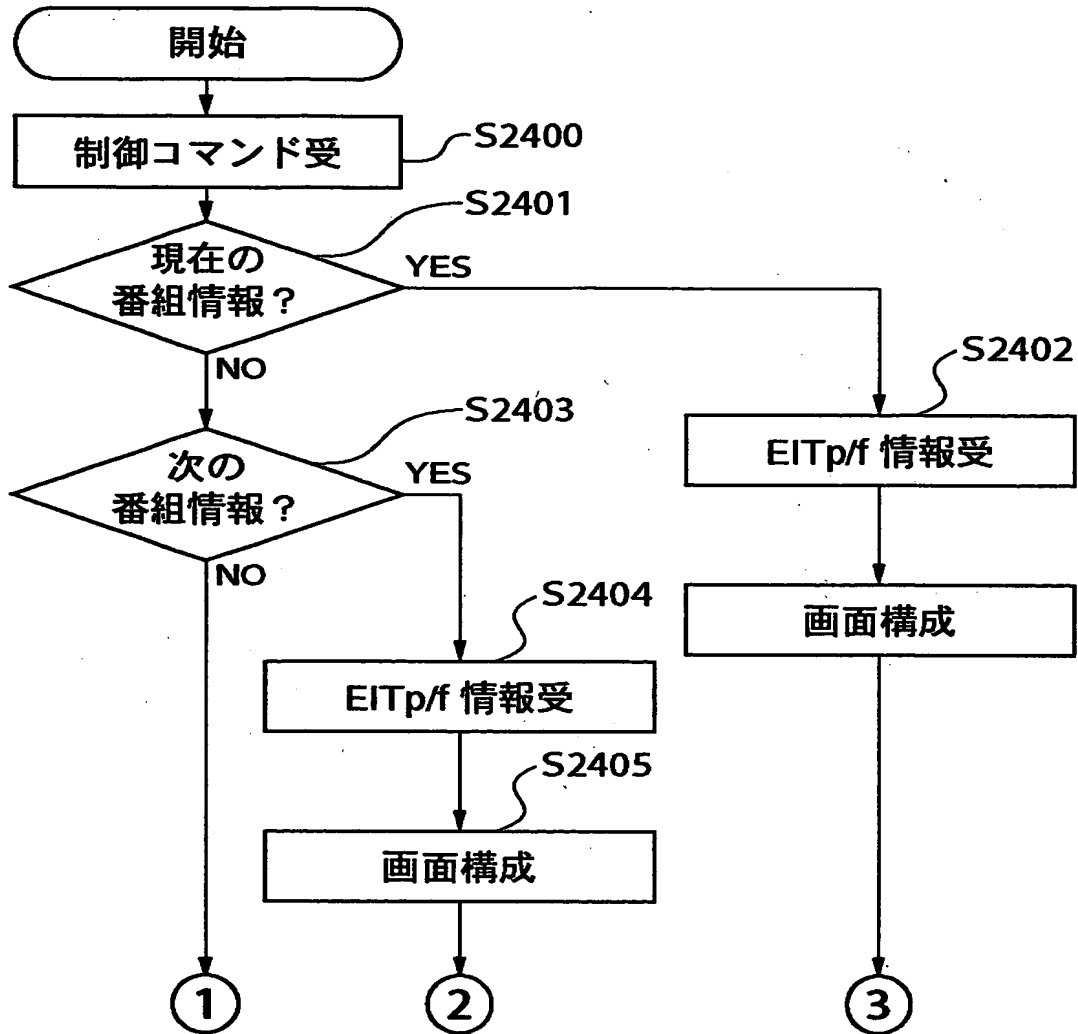 開始
制御コマンド受
S2400
S2401
現在の
番組情報？
YES
NO
S2402
EITp/f 情報受
S2403
次の
番組情報？
YES
NO
画面構成
S2404
EITp/f 情報受
S2405
画面構成
1
2
3